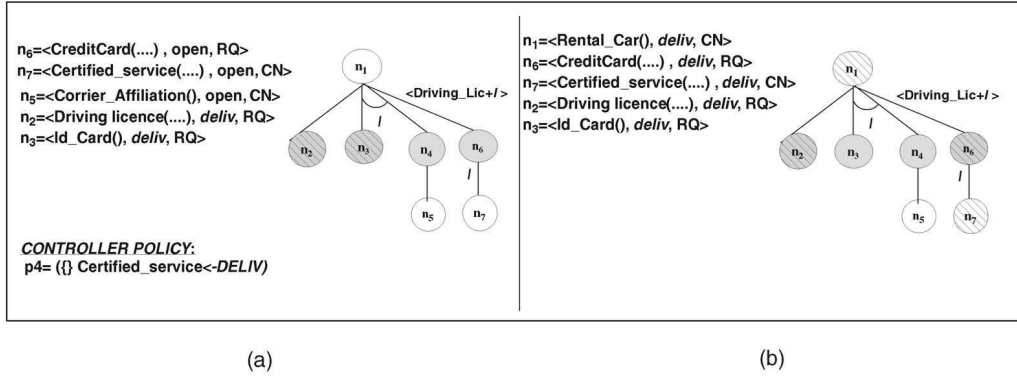 n6=<CreditCard(....) , open, RQ>
n7=<Certified_service(....) , open, CN>
n5=<Corrier_Affiliation(), open, CN>
n2=<Driving licence(....), deliv, RQ>
n3=<Id_Card(), deliv, RQ>
n1
<Driving_Lic+l >
l
n2
n3
n4
n6
l
n5
n7
CONTROLLER POLICY:
p4= ({} Certified_service<-DELIV)
(a)
n1=<Rental_Car(), deliv, CN>
n6=<CreditCard(....) , deliv, RQ>
n7=<Certified_service(....) , deliv, CN>
n2=<Driving licence(....), deliv, RQ>
n3=<Id_Card(), deliv, RQ>
n1
<Driving_Lic+l >
l
n2
n3
n4
n6
l
n5
n7
(b)